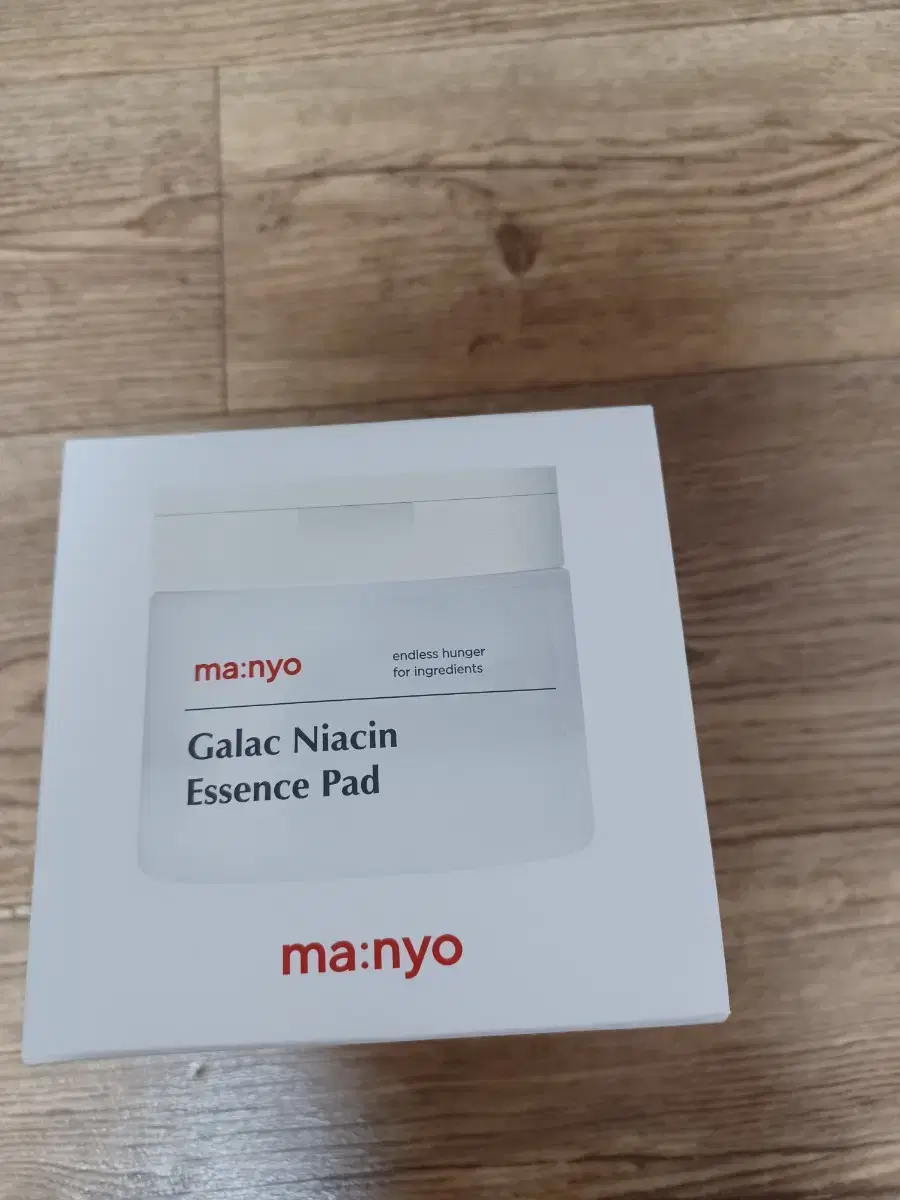 ma:nyo
endless hunger
for ingredients
Galac Niacin
Essence Pad
ma:nyo